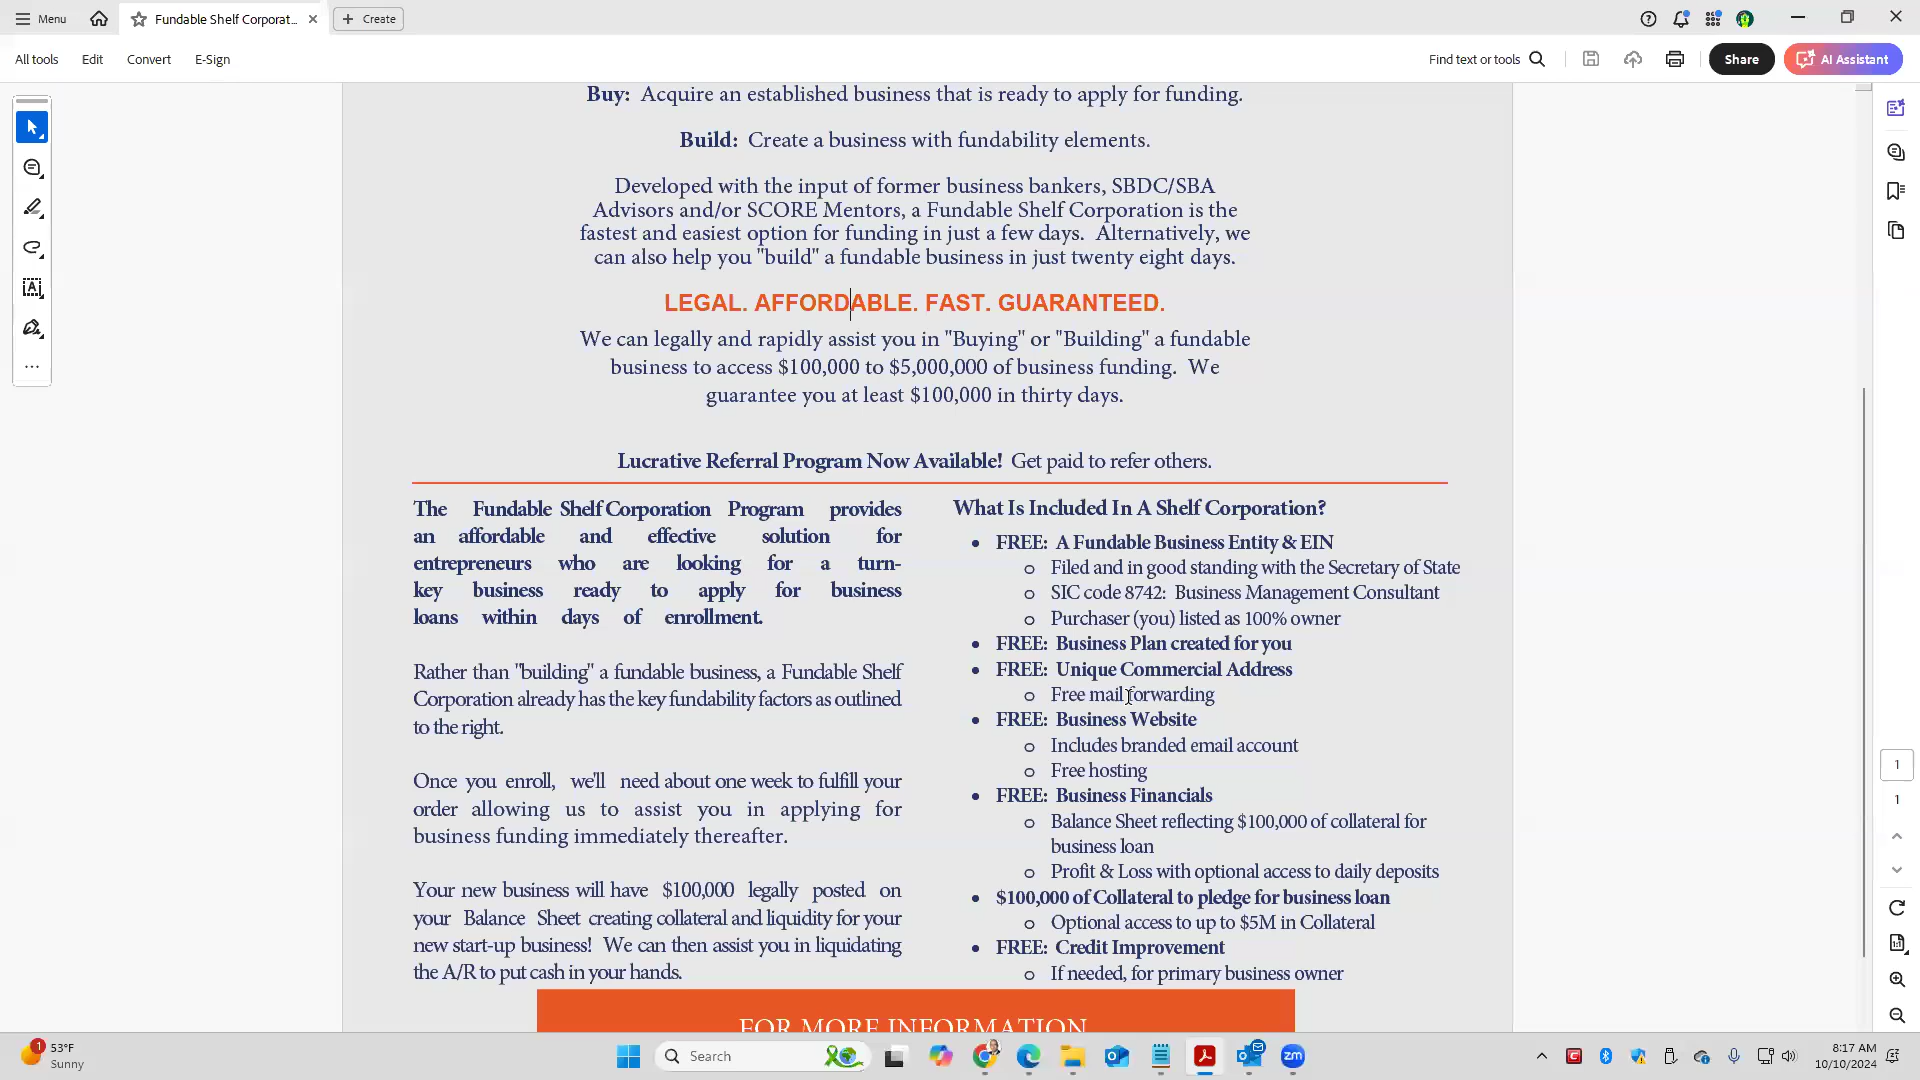 Menu
Fundable Shelf Corporat...
Create
All tools
Edit
Convert
E-Sign
Find text or tools
Share
AI Assistant
Buy: Acquire an established business that is ready to apply for funding.
Build: Create a business with fundability elements.
Developed with the input of former business bankers, SBDC/SBA
Advisors and/or SCORE Mentors, a Fundable Shelf Corporation is the
fastest and easiest option for funding in just a few days. Alternatively, we
can also help you "build" a fundable business in just twenty eight days.
LEGAL. AFFORDABLE. FAST. GUARANTEED.
We can legally and rapidly assist you in "Buying" or "Building" a fundable
business to access $100,000 to $5,000,000 of business funding. We
guarantee you at least $100,000 in thirty days.
Lucrative Referral Program Now Available! Get paid to refer others.
The Fundable Shelf Corporation Program provides
an affordable and effective solution for
entrepreneurs who are looking for a turn-
key business ready to apply for business
loans within days of enrollment.
Rather than "building" a fundable business, a Fundable Shelf
Corporation already has the key fundability factors as outlined
to the right.
Once you enroll, we'll need about one week to fulfill your
order allowing us to assist you in applying for
business funding immediately thereafter.
Your new business will have $100,000 legally posted on
your Balance Sheet creating collateral and liquidity for your
new start-up business! We can then assist you in liquidating
the A/R to put cash in your hands.
What Is Included In A Shelf Corporation?
• FREE: A Fundable Business Entity & EIN
o Filed and in good standing with the Secretary of State
o SIC code 8742: Business Management Consultant
o Purchaser (you) listed as 100% owner
• FREE: Business Plan created for you
• FREE: Unique Commercial Address
o Free mail forwarding
• FREE: Business Website
o Includes branded email account
o Free hosting
• FREE: Business Financials
o Balance Sheet reflecting $100,000 of collateral for
business loan
o Profit & Loss with optional access to daily deposits
• $100,000 of Collateral to pledge for business loan
o Optional access to up to $5M in Collateral
• FREE: Credit Improvement
o If needed, for primary business owner
FOR MORE INFORMATION
1
1
1
53°F
Sunny
Search
zm
8:17 AM
10/10/2024